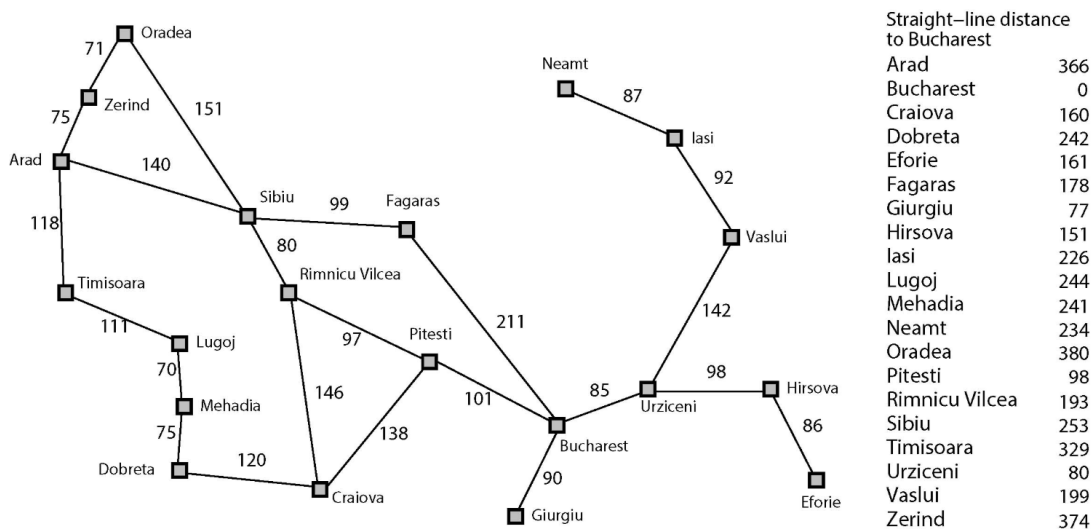 Oradea
71
Neamt
87
Zerind
151
75
Iasi
Arad
140
92
Sibiu
99
Fagaras
118
Vaslui
80
Timisoara
Rimnicu Vilcea
142
111
211
Lugoj
97
Pitesti
70
98
Hirsova
85
Mehadia
146
101
Urziceni
86
75
138
Bucharest
Dobreta
120
90
Craiova
Eforie
Giurgiu
Straight–line distance
to Bucharest
Arad 366
Bucharest 0
Craiova 160
Dobreta 242
Eforie 161
Fagaras 178
Giurgiu 77
Hirsova 151
Iasi 226
Lugoj 244
Mehadia 241
Neamt 234
Oradea 380
Pitesti 98
Rimnicu Vilcea 193
Sibiu 253
Timisoara 329
Urziceni 80
Vaslui 199
Zerind 374